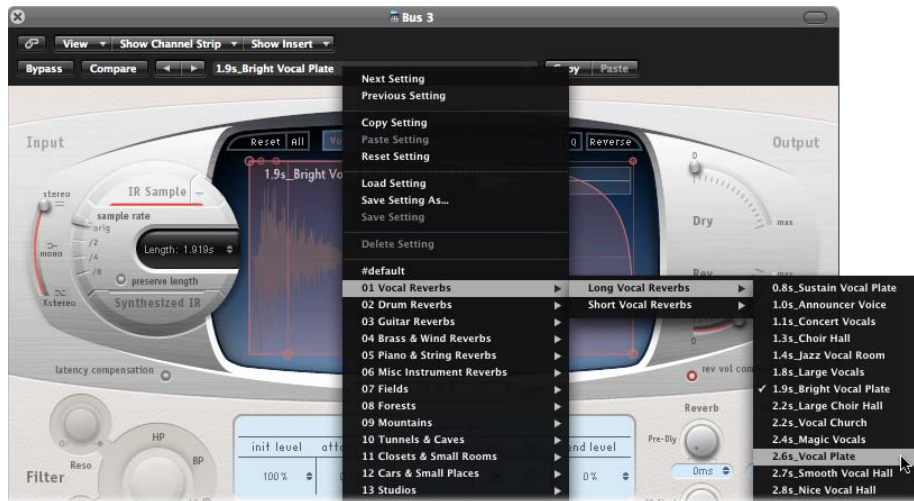 Bus 3
View Show Channel Strip Show Insert
Bypass Compare 1.9s_Bright Vocal Plate Paste
Next Setting
Previous Setting
Copy Setting
Paste Setting
Reset Setting
Load Setting
Save Setting As...
Save Setting
Delete Setting
#default
01 Vocal Reverbs
02 Drum Reverbs
03 Guitar Reverbs
04 Brass & Wind Reverbs
05 Piano & String Reverbs
06 Misc Instrument Reverbs
07 Fields
08 Forests
09 Mountains
10 Tunnels & Caves
11 Closets & Small Rooms
12 Cars & Small Places
13 Studios
Long Vocal Reverbs
Short Vocal Reverbs
0.8s_Sustain Vocal Plate
1.0s_Announcer Voice
1.1s_Concert Vocals
1.3s_Choir Hall
1.4s_Jazz Vocal Room
1.8s_Large Vocals
✓ 1.9s_Bright Vocal Plate
2.2s_Large Choir Hall
2.2s_Vocal Church
2.4s_Magic Vocals
2.6s_Vocal Plate
2.7s_Smooth Vocal Hall
2.8s_Nice Vocal Hall
Input
Reset All
Reverse
Output
1.9s_Bright Vo
stereo
mono
Xstereo
IR Sample
sample rate
orig
/2
/4
/8
Length: 1.919s
preserve length
Synthesized IR
latency compensation
0
Dry
max
Rev
max
0
rev vol com
Reverb
Pre-Dly
0ms
HP
BP
Reso
Filter
init level
100%
end level
0%